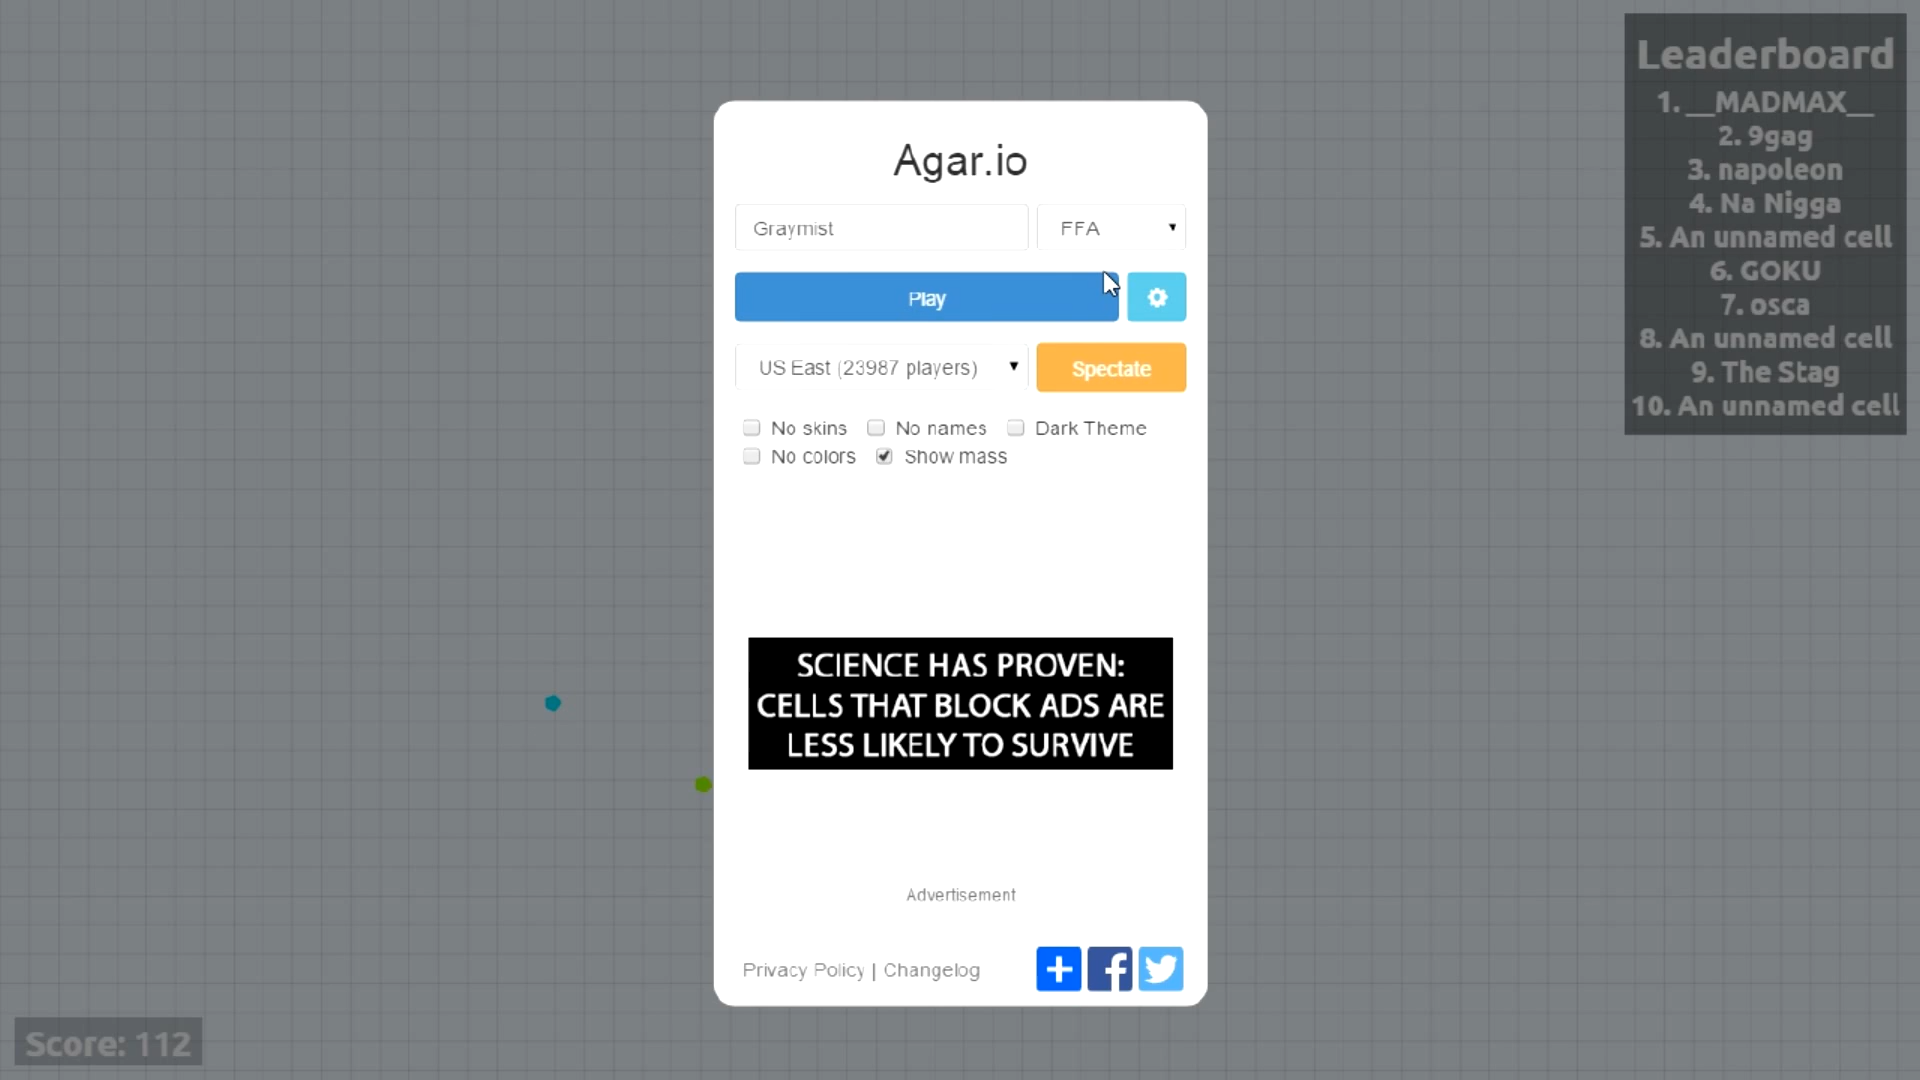 Agar.io
Graymist
FFA
Play
US East (23987 players)
Spectate
No skins
No names
Dark Theme
No colors
Show mass
SCIENCE HAS PROVEN:
CELLS THAT BLOCK ADS ARE
LESS LIKELY TO SURVIVE
Advertisement
Privacy Policy | Changelog
Leaderboard
1. __MADMAX__
2. 9gag
3. napoleon
4. Na Nigga
5. An unnamed cell
6. GOKU
7. osca
8. An unnamed cell
9. The Stag
10. An unnamed cell
Score: 112